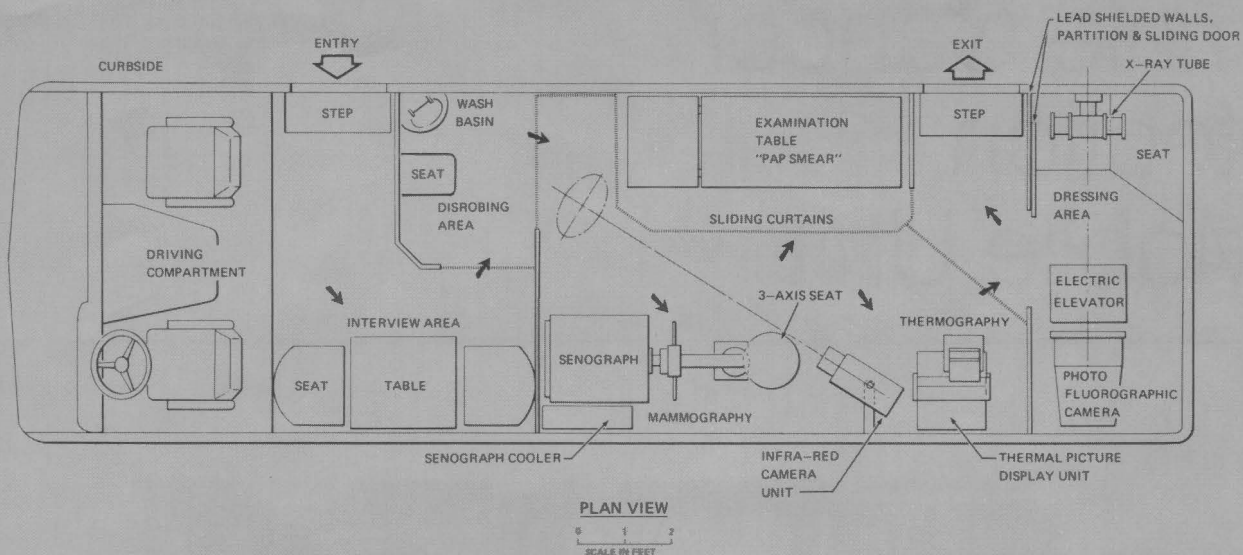 LEAD SHIELDED WALLS,
PARTITION & SLIDING DOOR
ENTRY
EXIT
CURBSIDE
X-RAY TUBE
STEP
WASH
BASIN
EXAMINATION
TABLE
"PAP SMEAR"
STEP
SEAT
SEAT
DISROBING
AREA
SLIDING CURTAINS
DRESSING
AREA
DRIVING
COMPARTMENT
ELECTRIC
ELEVATOR
3-AXIS SEAT
INTERVIEW AREA
THERMOGRAPHY
SENOGRAPH
SEAT
TABLE
PHOTO
FLUOROGRAPHIC
CAMERA
MAMMOGRAPHY
SENOGRAPH COOLER
INFRA-RED
CAMERA
UNIT
THERMAL PICTURE
DISPLAY UNIT
PLAN VIEW
0 1 2
SCALE IN FEET